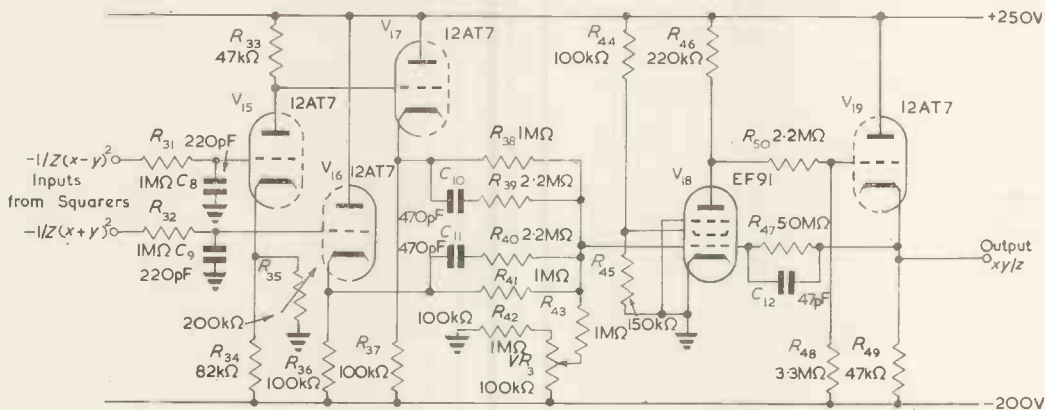 +250V
R33
47kΩ
V17
12AT7
R44
100kΩ
R46
220kΩ
V15
12AT7
V19
12AT7
-1/Z(x-y)²
R31
1MΩ
220pF
C8
Inputs
from Squarers
R32
-1/Z(x+y)²
1MΩ
C9
220pF
V16
12AT7
R38 1MΩ
C10
470pF
R39 2.2MΩ
470pF
C11
R40 2.2MΩ
R41
1MΩ
R50 2.2MΩ
V18
EF91
R47 50MΩ
C12
47pF
Output
xy/z
R35
200kΩ
R45
150kΩ
R43
1MΩ
100kΩ
R42
1MΩ
VR3
100kΩ
R34
82kΩ
R36
100kΩ
R37
100kΩ
R48
3.3MΩ
R49
47kΩ
-200V